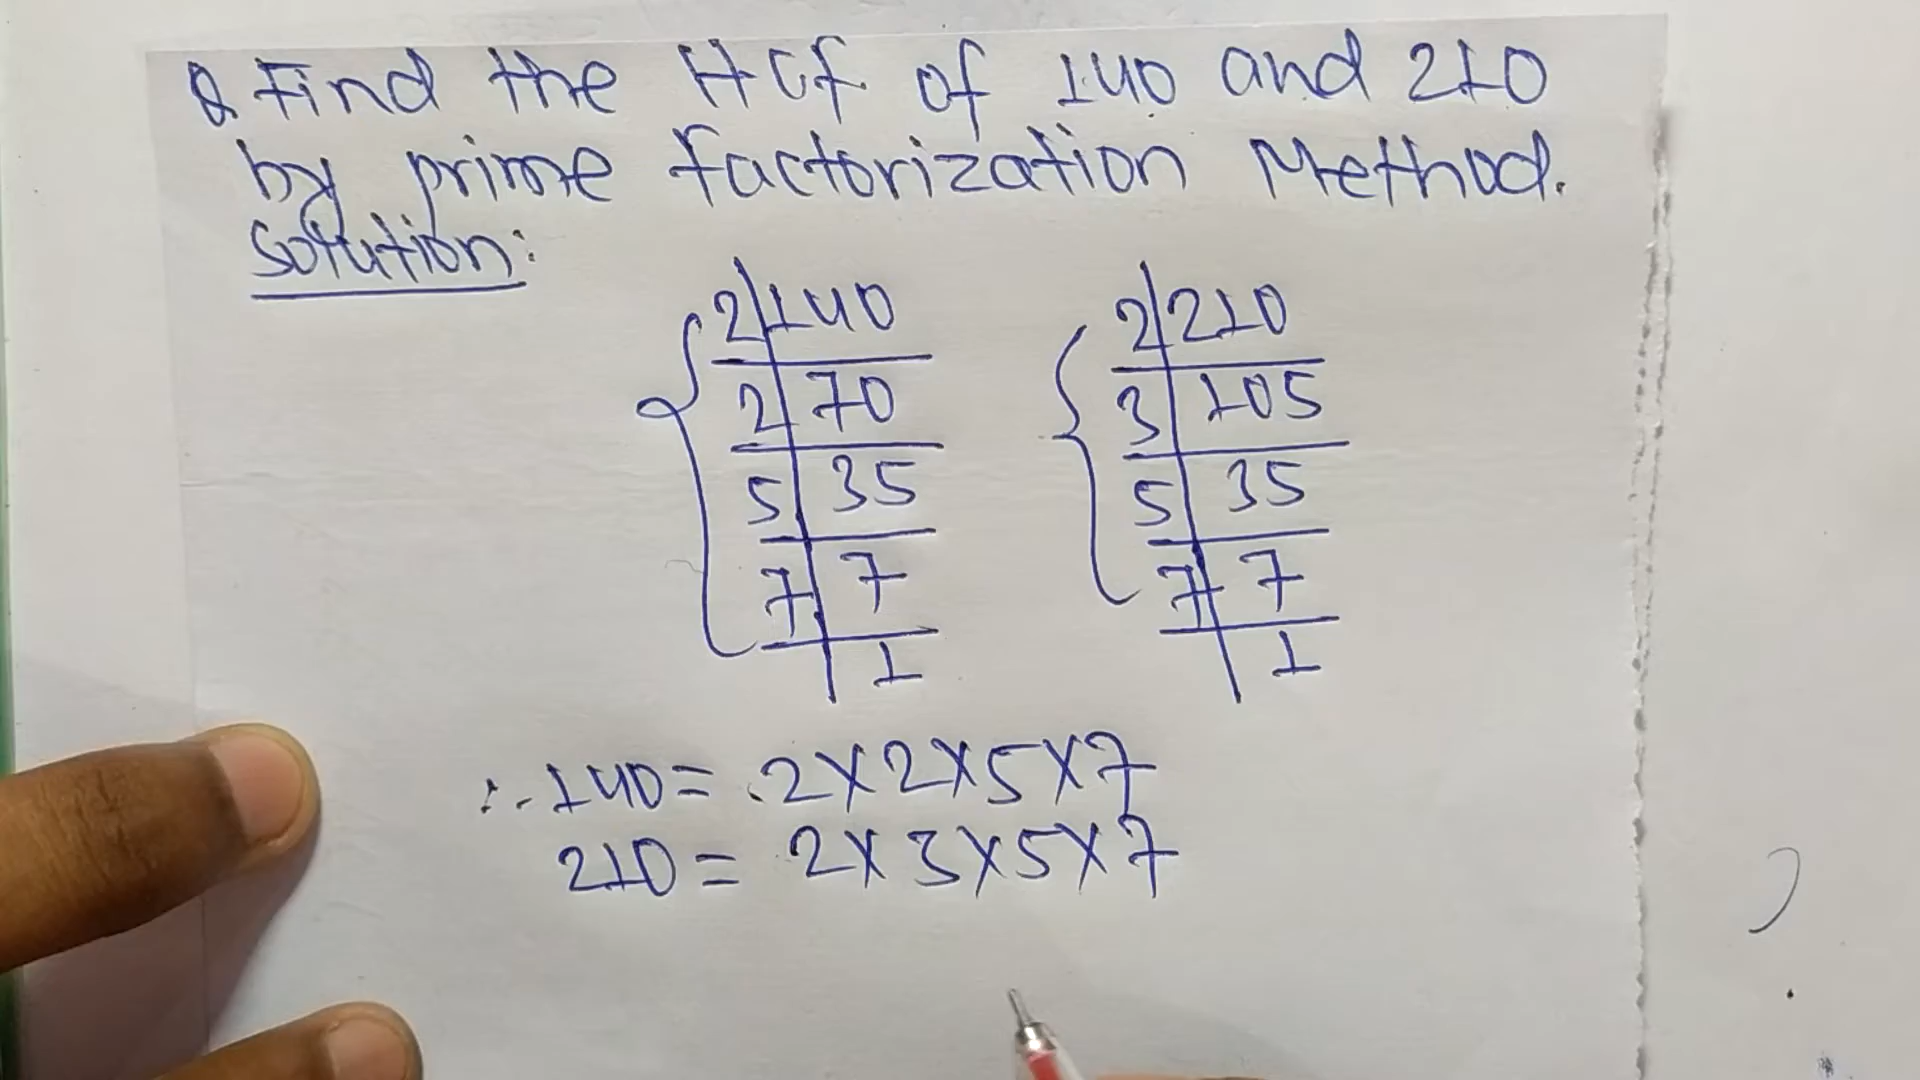 Q Find the HCF of 140 and 210
by prime factorization Method.
Solution:
2 140
2 70
5 35
7 7
1
2 210
3 105
5 35
7 7
1
∴ 140 = 2×2×5×7
210 = 2×3×5×7